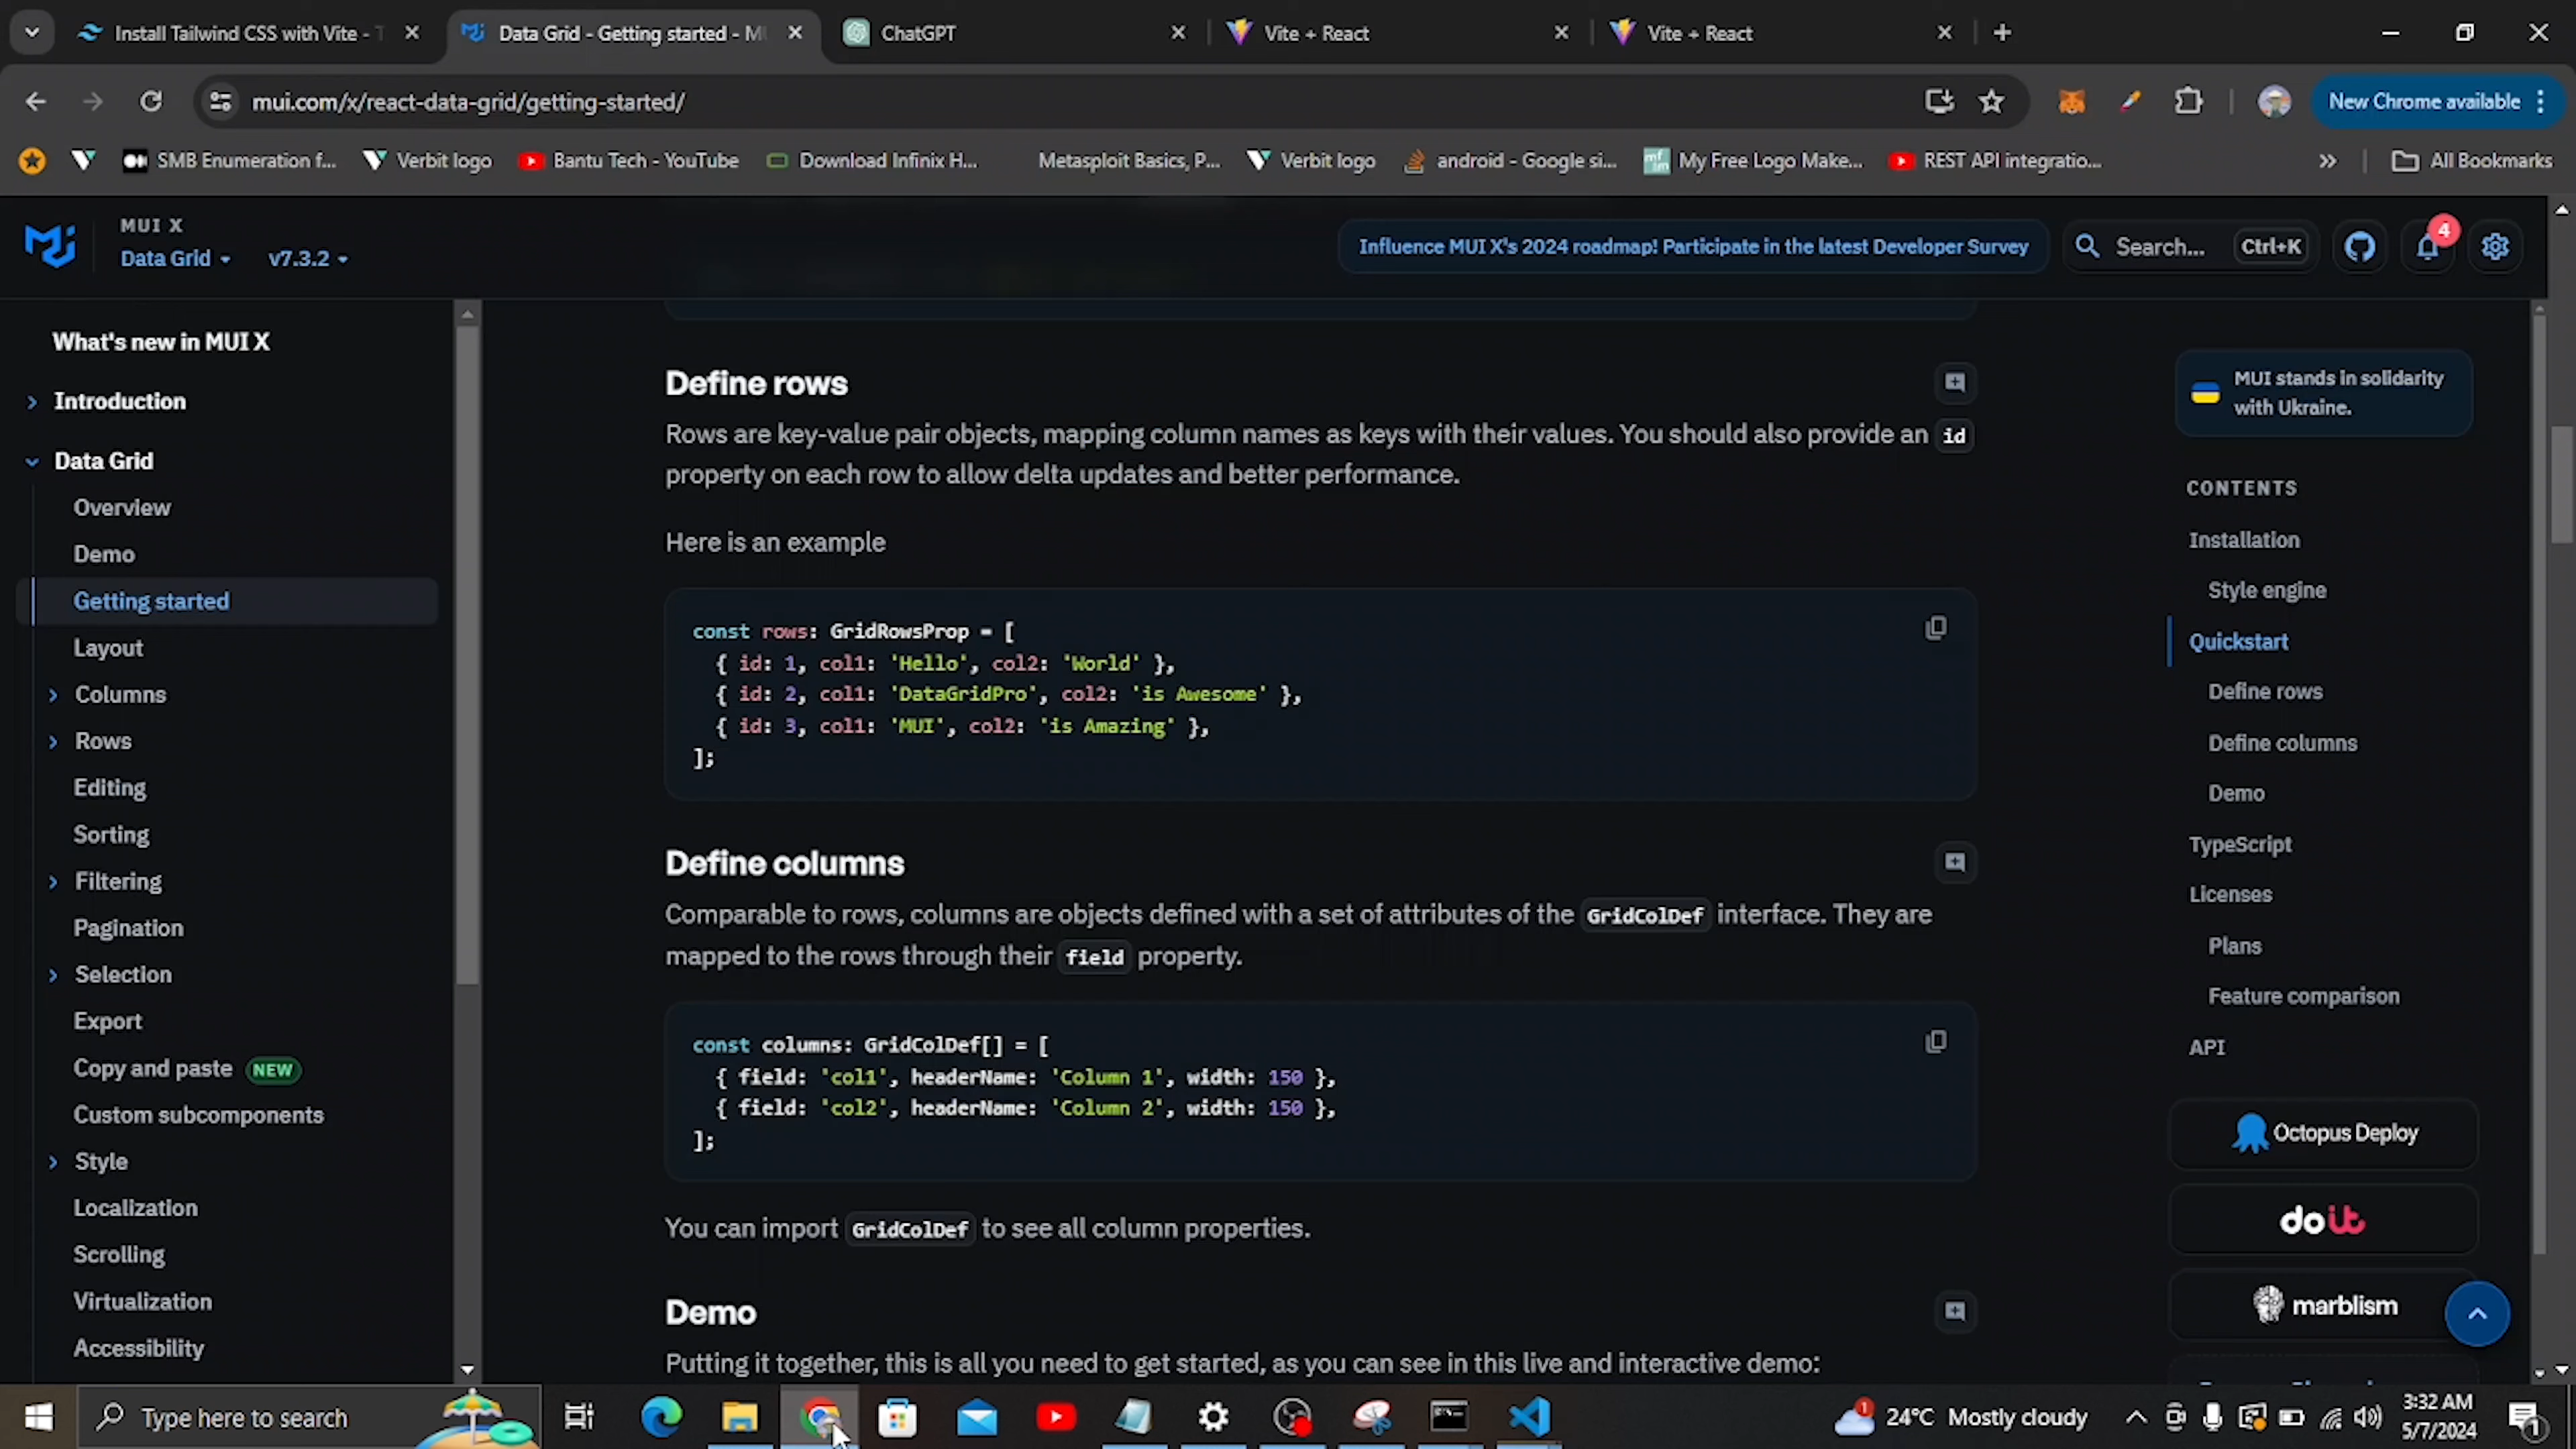 Install Tailwind CSS with Vite - T
Data Grid - Getting started - MU
ChatGPT
Vite + React
Vite + React
mui.com/x/react-data-grid/getting-started/
New Chrome available
SMB Enumeration f...
Verbit logo
Bantu Tech - YouTube
Download Infinix H...
Metasploit Basics, P...
Verbit logo
android - Google si...
My Free Logo Make...
REST API integratio...
All Bookmarks
MUI X
Data Grid
v7.3.2
Influence MUI X's 2024 roadmap! Participate in the latest Developer Survey
Search...
Ctrl+K
4
What's new in MUI X
Introduction
Data Grid
Overview
Demo
Getting started
Layout
Columns
Rows
Editing
Sorting
Filtering
Pagination
Selection
Export
Copy and paste NEW
Custom subcomponents
Style
Localization
Scrolling
Virtualization
Accessibility
Define rows
Rows are key-value pair objects, mapping column names as keys with their values. You should also provide an id
property on each row to allow delta updates and better performance.
Here is an example
const rows: GridRowsProp = [
{ id: 1, col1: 'Hello', col2: 'World' },
{ id: 2, col1: 'DataGridPro', col2: 'is Awesome' },
{ id: 3, col1: 'MUI', col2: 'is Amazing' },
];
Define columns
Comparable to rows, columns are objects defined with a set of attributes of the GridColDef interface. They are
mapped to the rows through their field property.
const columns: GridColDef[] = [
{ field: 'col1', headerName: 'Column 1', width: 150 },
{ field: 'col2', headerName: 'Column 2', width: 150 },
];
You can import GridColDef to see all column properties.
Demo
Putting it together, this is all you need to get started, as you can see in this live and interactive demo:
MUI stands in solidarity
with Ukraine.
CONTENTS
Installation
Style engine
Quickstart
Define rows
Define columns
Demo
TypeScript
Licenses
Plans
Feature comparison
API
Octopus Deploy
doit
marblism
Type here to search
1
24°C Mostly cloudy
3:32 AM
5/7/2024
1